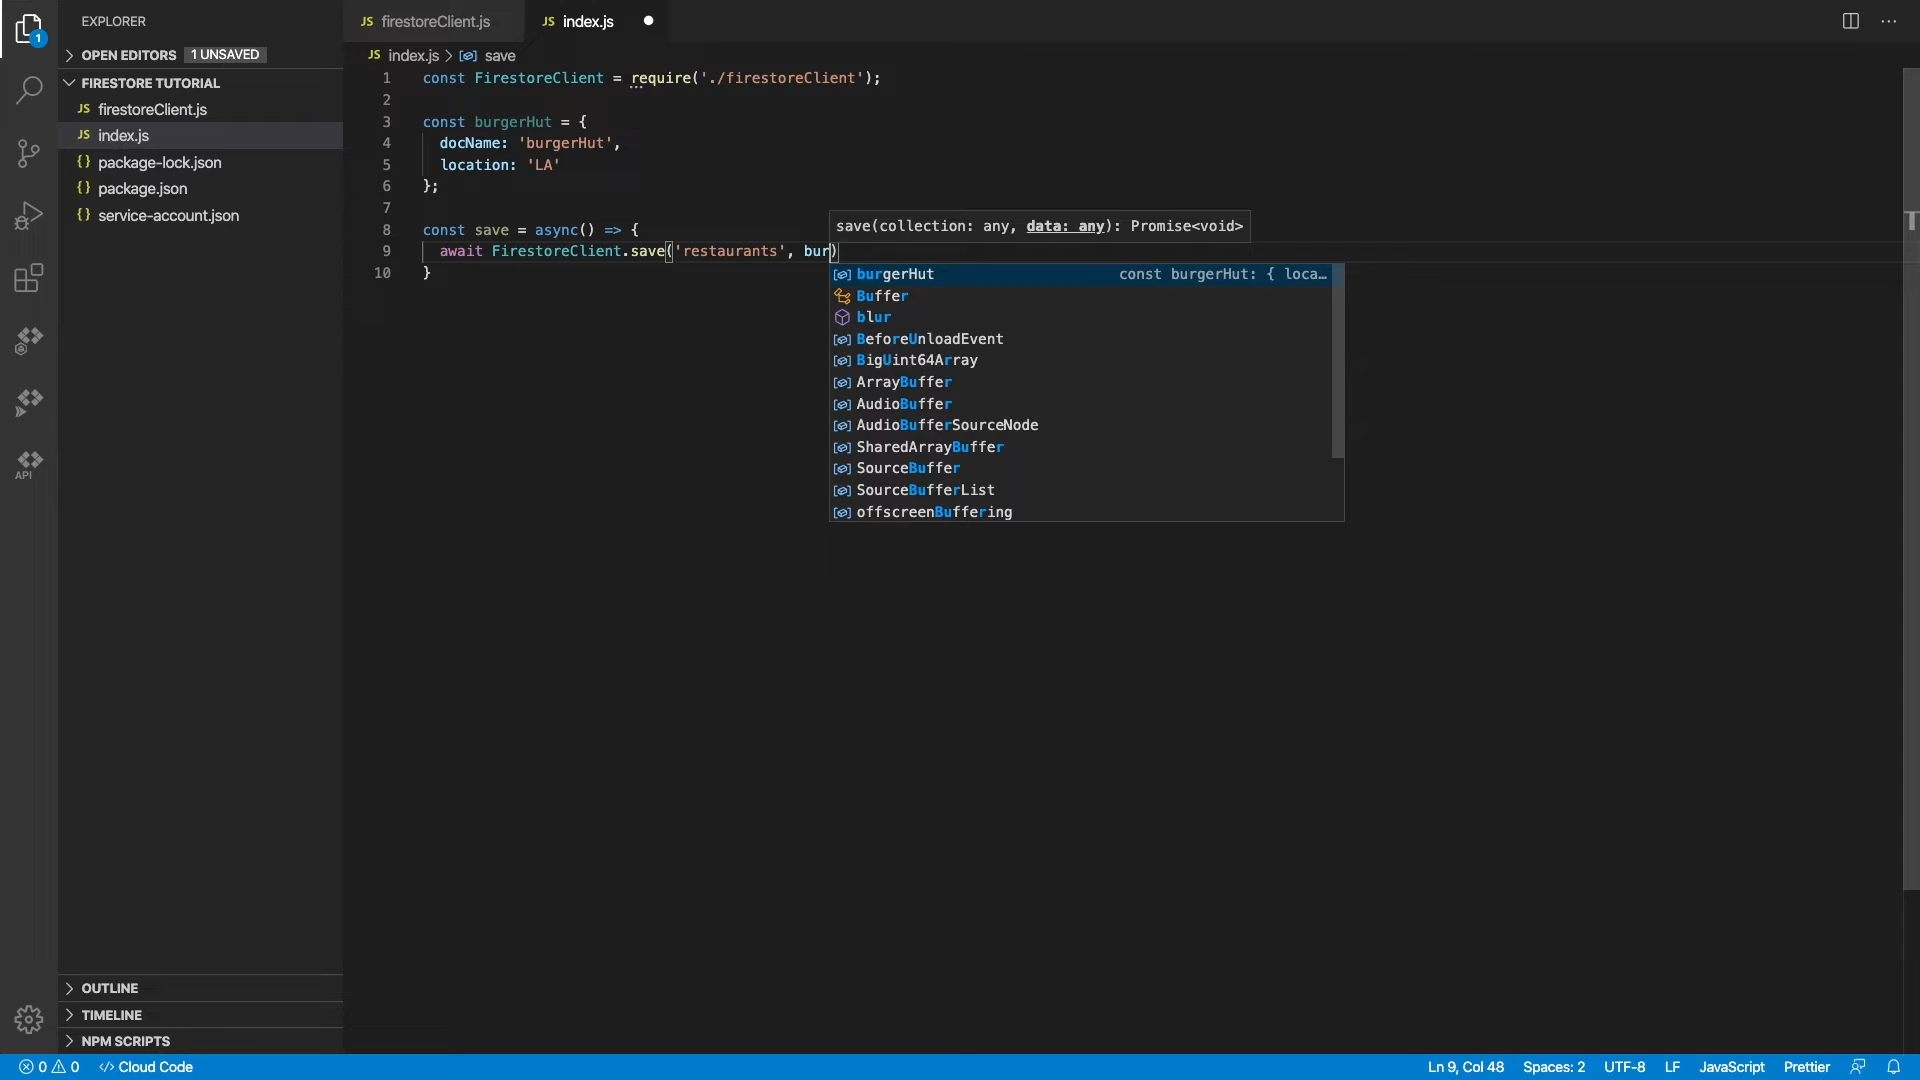 EXPLORER
OPEN EDITORS 1 UNSAVED
FIRESTORE TUTORIAL
JS firestoreClient.js
JS index.js
{} package-lock.json
{} package.json
{} service-account.json
OUTLINE
TIMELINE
NPM SCRIPTS
1
API
JS firestoreClient.js
JS index.js
JS index.js > save
1 const FirestoreClient = require('./firestoreClient');
2
3 const burgerHut = {
4 docName: 'burgerHut',
5 location: 'LA'
6 };
7
8 const save = async() => {
9 await FirestoreClient.save('restaurants', bur)
10 }
save(collection: any, data: any): Promise<void>
burgerHut const burgerHut: { loca…
Buffer
blur
BeforeUnloadEvent
BigUint64Array
ArrayBuffer
AudioBuffer
AudioBufferSourceNode
SharedArrayBuffer
SourceBuffer
SourceBufferList
offscreenBuffering
0 0 </> Cloud Code Ln 9, Col 48 Spaces: 2 UTF-8 LF JavaScript Prettier